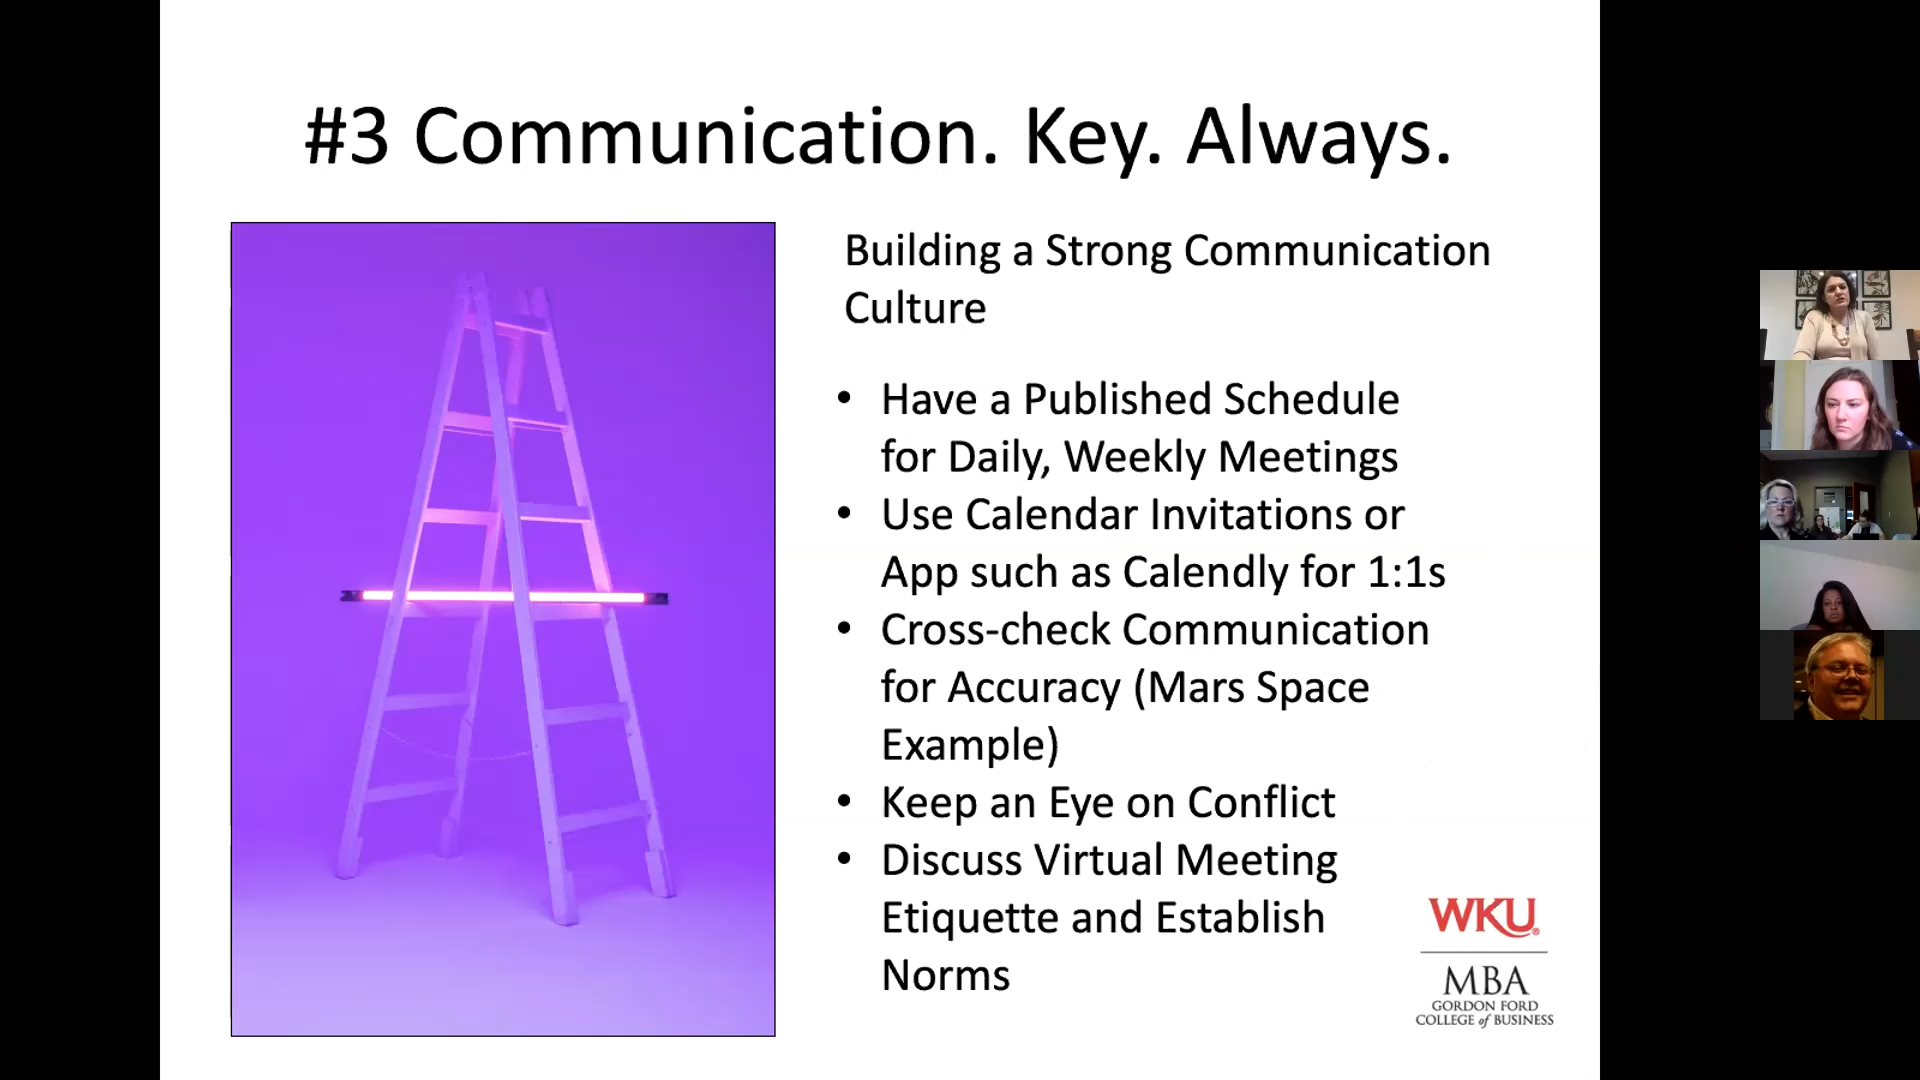 #3 Communication. Key. Always.
Building a Strong Communication
Culture
• Have a Published Schedule
for Daily, Weekly Meetings
• Use Calendar Invitations or
App such as Calendly for 1:1s
• Cross-check Communication
for Accuracy (Mars Space
Example)
• Keep an Eye on Conflict
• Discuss Virtual Meeting
Etiquette and Establish
Norms
WKU®
MBA
GORDON FORD
COLLEGE of BUSINESS